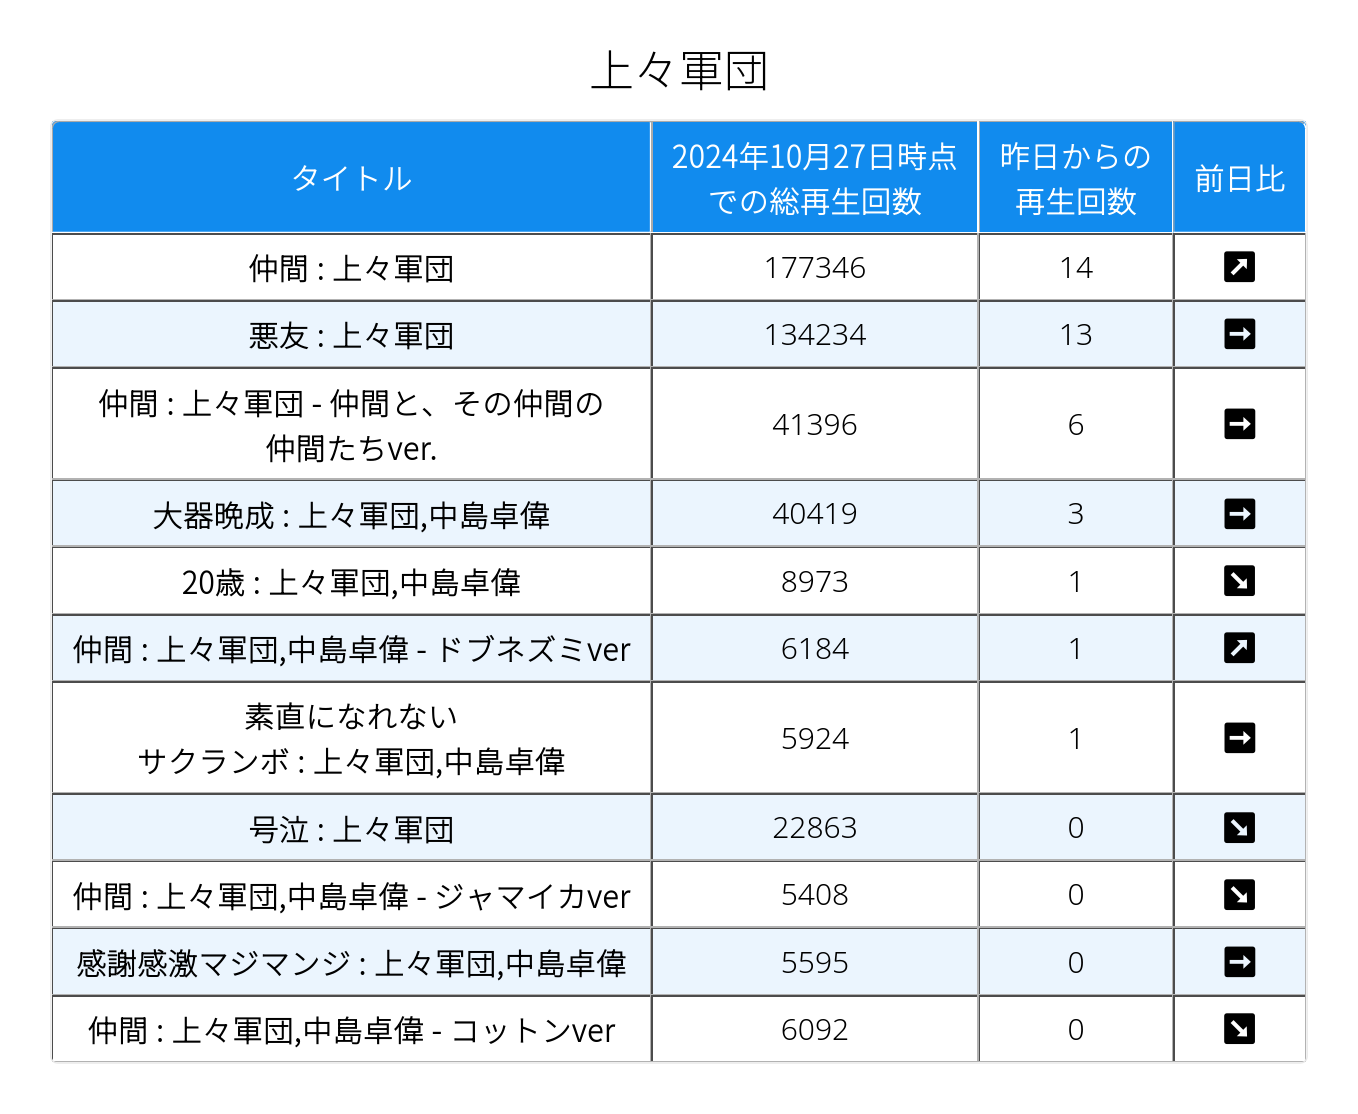 上々軍団
タイトル
2024年10月27日時点
での総再生回数
昨日からの
再生回数
前日比
仲間 : 上々軍団
177346
14
悪友 : 上々軍団
134234
13
仲間 : 上々軍団 - 仲間と、その仲間の
仲間たちver.
41396
6
大器晩成 : 上々軍団,中島卓偉
40419
3
20歳 : 上々軍団,中島卓偉
8973
1
仲間 : 上々軍団,中島卓偉 - ドブネズミver
6184
1
素直になれない
サクランボ : 上々軍団,中島卓偉
5924
1
号泣 : 上々軍団
22863
0
仲間 : 上々軍団,中島卓偉 - ジャマイカver
5408
0
感謝感激マジマンジ : 上々軍団,中島卓偉
5595
0
仲間 : 上々軍団,中島卓偉 - コットンver
6092
0